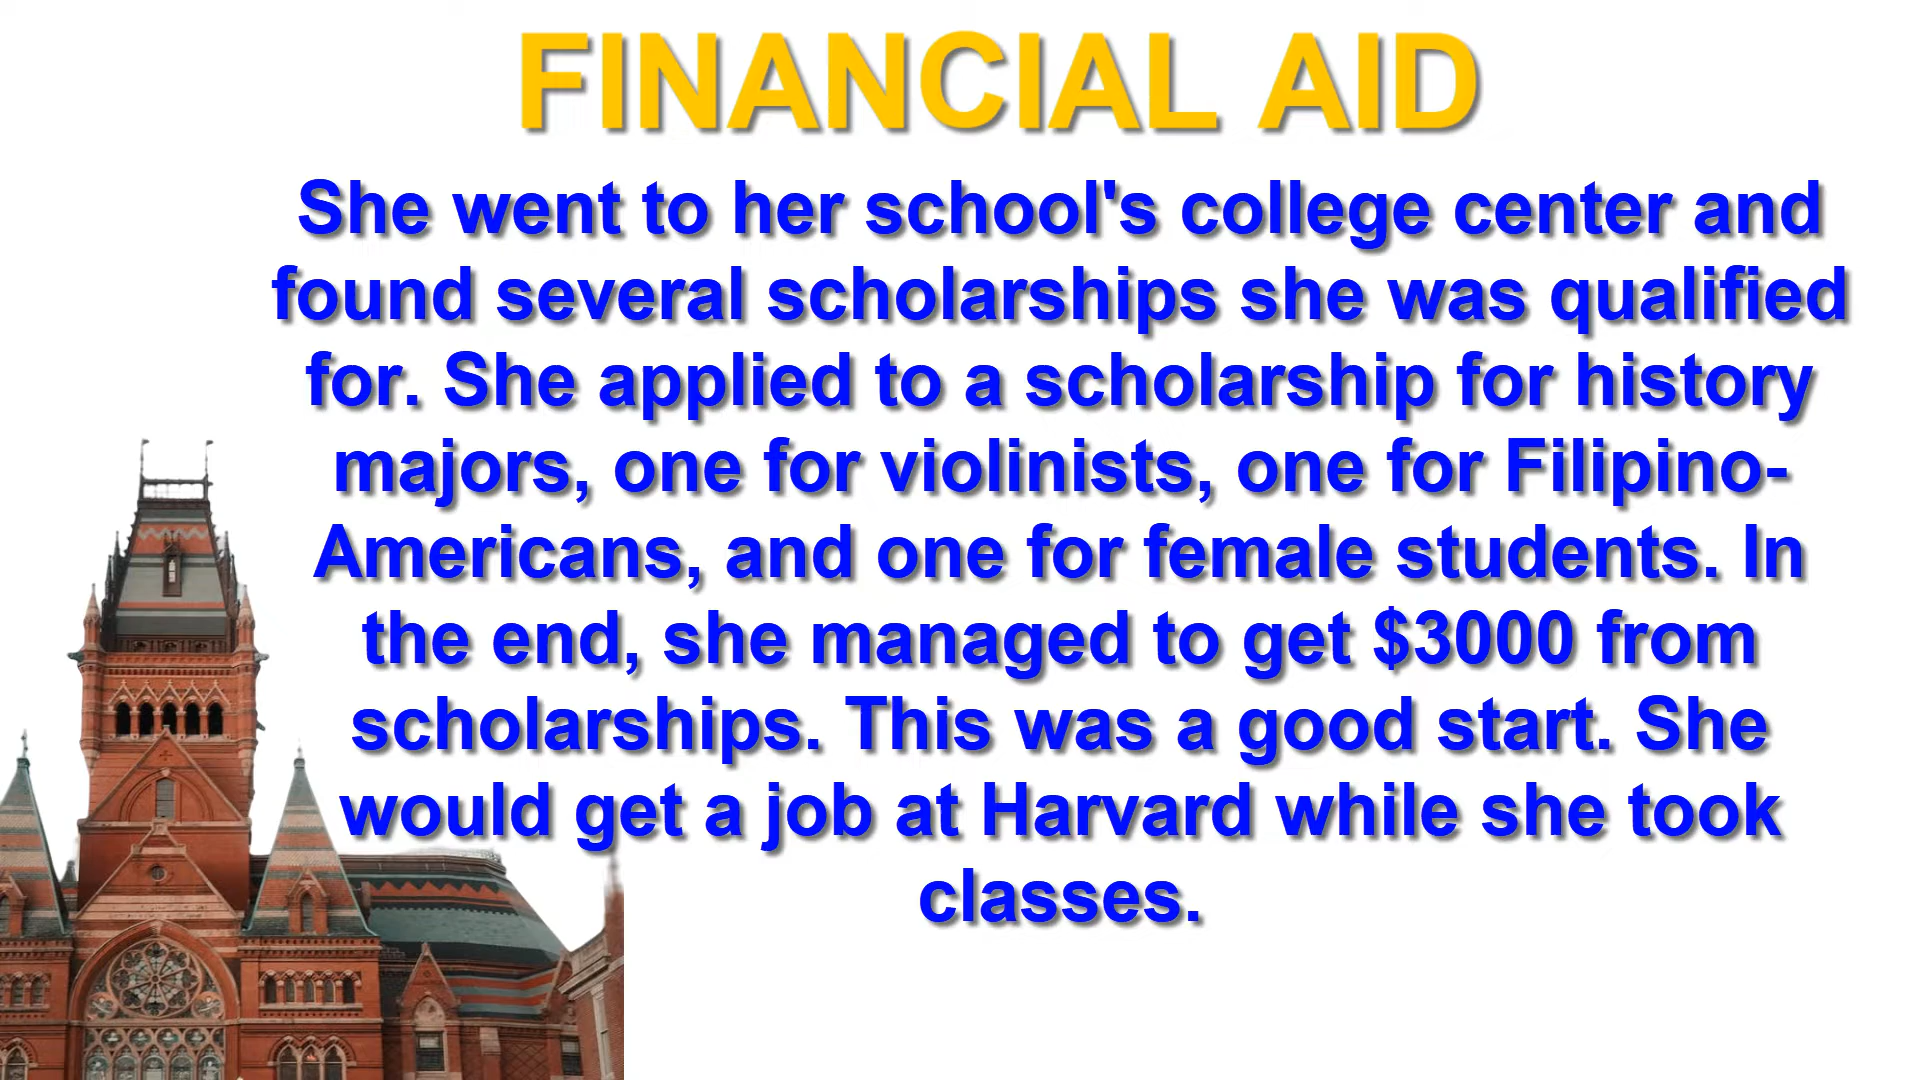 FINANCIAL AID
She went to her school's college center and
found several scholarships she was qualified
for. She applied to a scholarship for history
majors, one for violinists, one for Filipino-
Americans, and one for female students. In
the end, she managed to get $3000 from
scholarships. This was a good start. She
would get a job at Harvard while she took
classes.